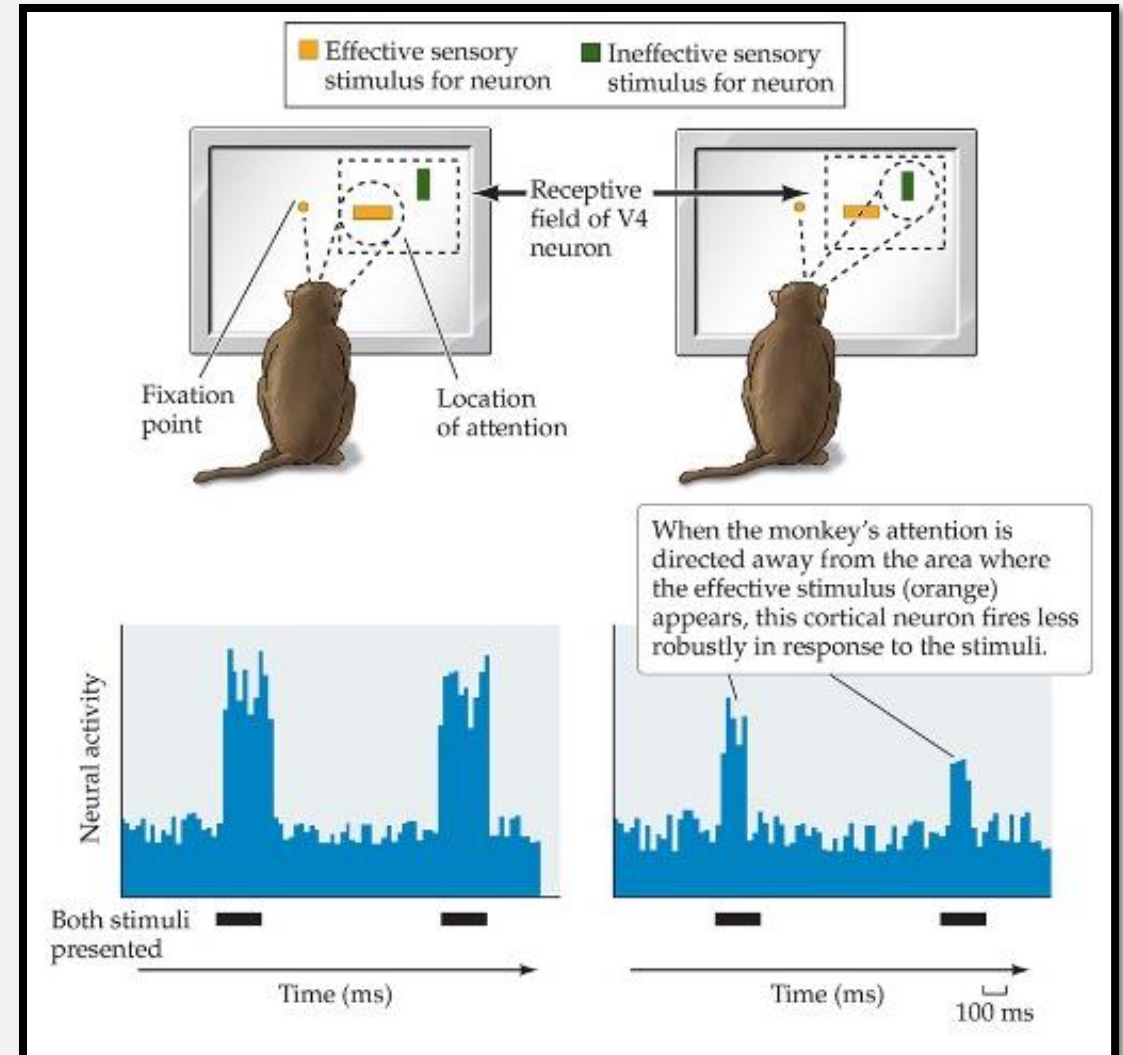 Effective sensory
stimulus for neuron
Ineffective sensory
stimulus for neuron
Receptive
field of V4
neuron
Fixation
point
Location
of attention
When the monkey's attention is
directed away from the area where
the effective stimulus (orange)
appears, this cortical neuron fires less
robustly in response to the stimuli.
Neural activity
Both stimuli
presented
Time (ms)
Time (ms)
100 ms